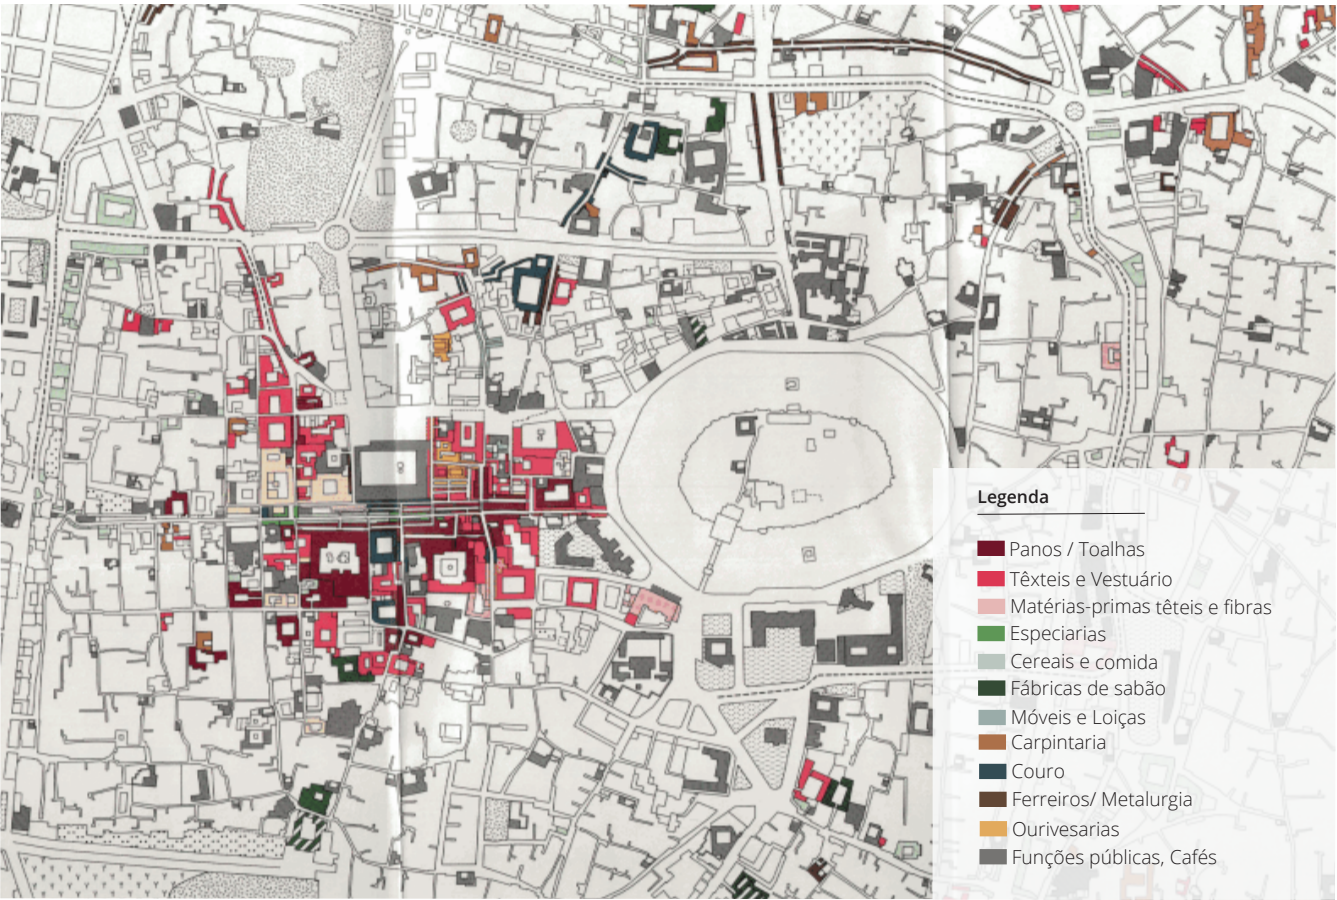 Legenda
Panos / Toalhas
Têxteis e Vestuário
Matérias-primas têteis e fibras
Especiarias
Cereais e comida
Fábricas de sabão
Móveis e Loiças
Carpintaria
Couro
Ferreiros/ Metalurgia
Ourivesarias
Funções públicas, Cafés